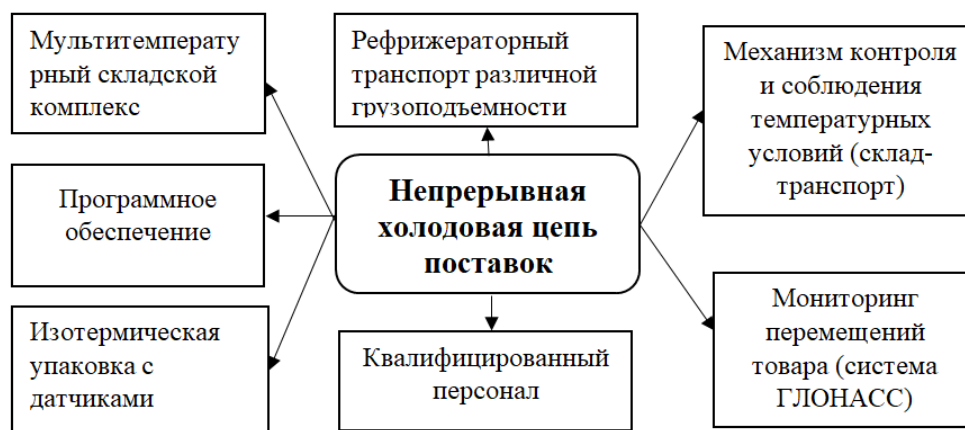 Мультитемперату
рный складской
комплекс
Рефрижераторный
транспорт различной
грузоподъемности
Механизм контроля
и соблюдения
температурных
условий (склад-
транспорт)
Программное
обеспечение
Непрерывная
холодовая цепь
поставок
Изотермическая
упаковка с
датчиками
Квалифицированный
персонал
Мониторинг
перемещений
товара (система
ГЛОНАСС)